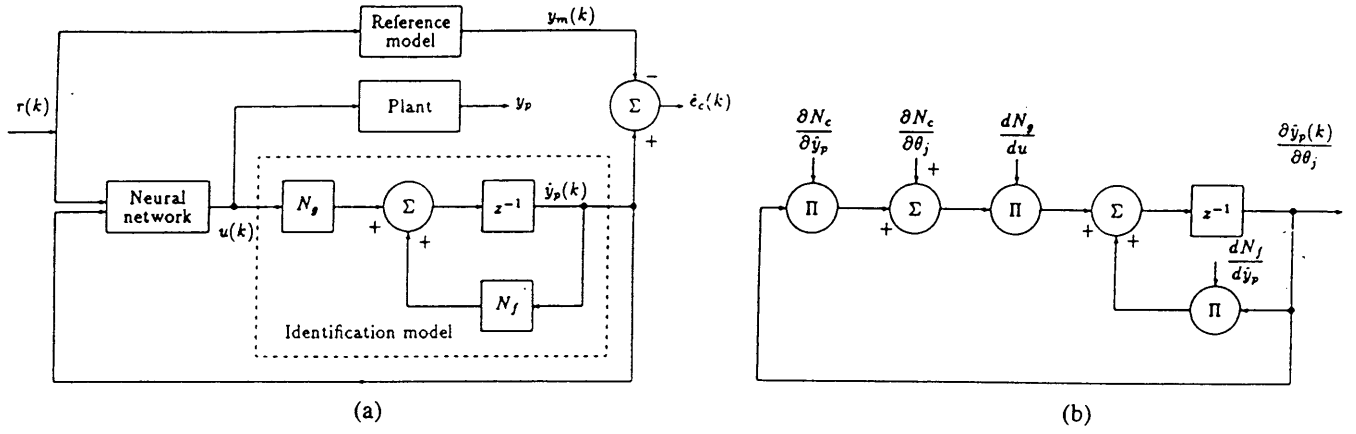 Reference
model
y_m(k)
−
r(k)
Plant
y_p
Σ
ê_c(k)
+
Neural
network
u(k)
N_g
+
Σ
+
z⁻¹
ŷ_p(k)
N_f
Identification model
(a)
∂N_c/∂ŷ_p
∂N_c/∂θ_j
dN_g/du
∂ŷ_p(k)/∂θ_j
+
Π
+
Σ
Π
+
Σ
+
z⁻¹
dN_f/dŷ_p
Π
(b)